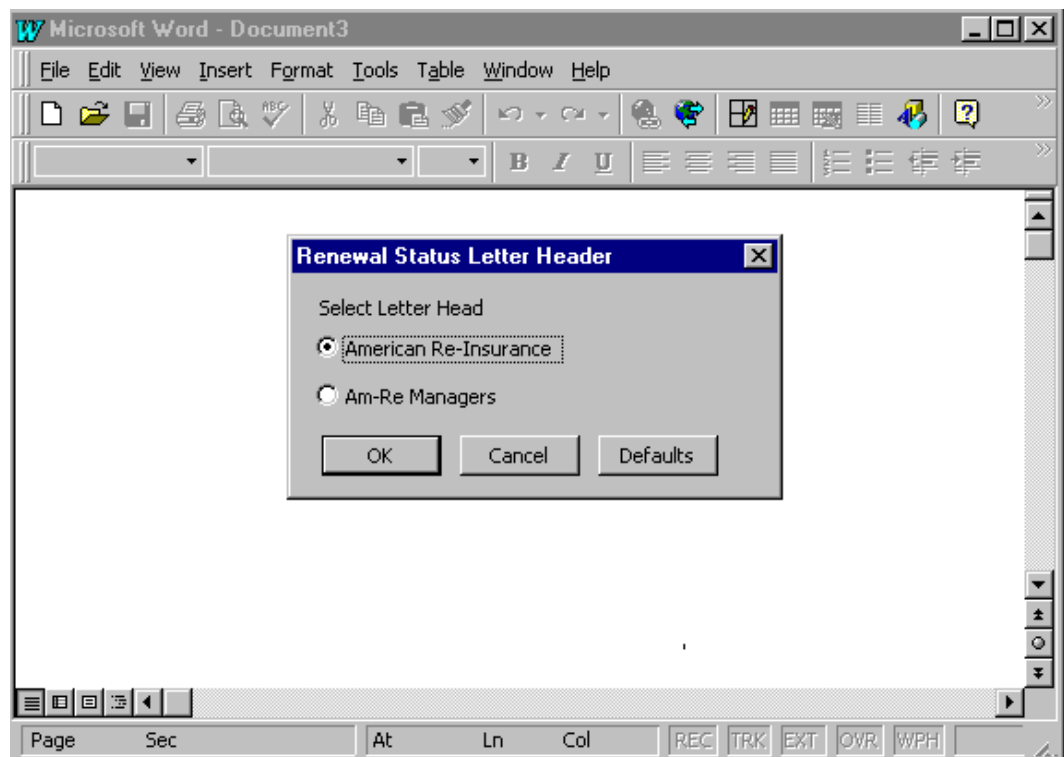 Microsoft Word - Document3
File Edit View Insert Format Tools Table Window Help
ABC
B I U
Renewal Status Letter Header
Select Letter Head
American Re-Insurance
Am-Re Managers
OK Cancel Defaults
Page Sec At Ln Col REC TRK EXT OVR WPH